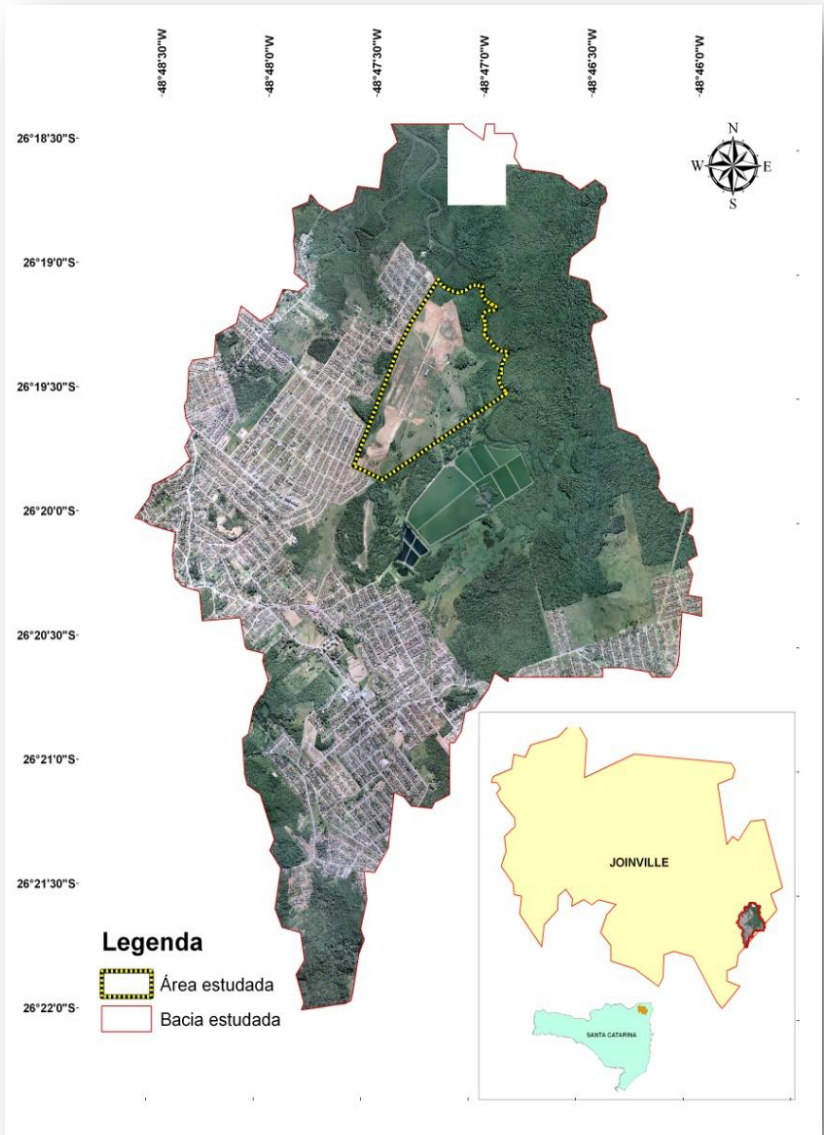 -48°48'30"W
-48°48'0"W
-48°47'30"W
-48°47'0"W
-48°46'30"W
-48°46'0"W
26°18'30"S
26°19'0"S
26°19'30"S
26°20'0"S
26°20'30"S
26°21'0"S
26°21'30"S
26°22'0"S
N
W E
S
JOINVILLE
SANTA CATARINA
Legenda
Área estudada
Bacia estudada